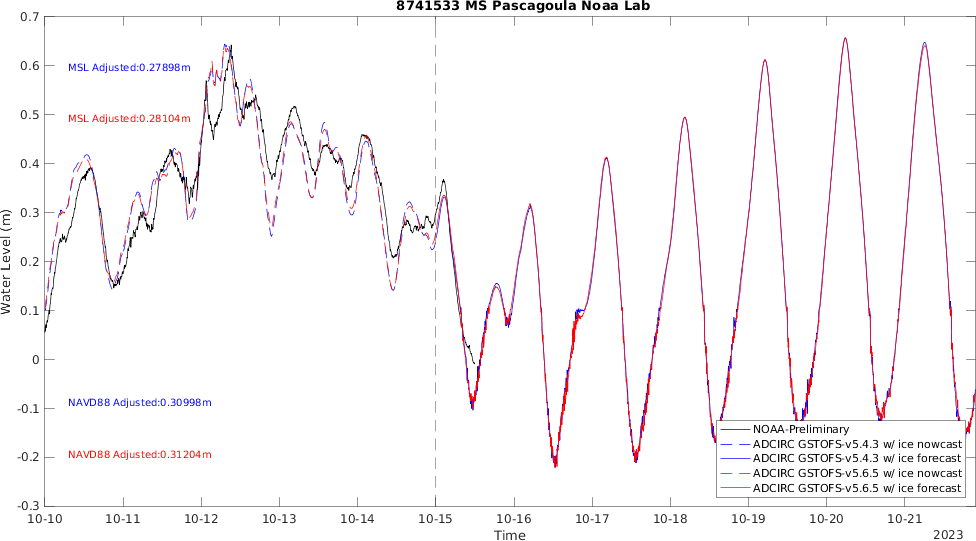 8741533 MS Pascagoula Noaa Lab
0.7
0.6
0.5
0.4
0.3
0.2
0.1
0
-0.1
-0.2
-0.3
Water Level (m)
MSL Adjusted:0.27898m
MSL Adjusted:0.28104m
NAVD88 Adjusted:0.30998m
NAVD88 Adjusted:0.31204m
NOAA-Preliminary
ADCIRC GSTOFS-v5.4.3 w/ ice nowcast
ADCIRC GSTOFS-v5.4.3 w/ ice forecast
ADCIRC GSTOFS-v5.6.5 w/ ice nowcast
ADCIRC GSTOFS-v5.6.5 w/ ice forecast
10-10 10-11 10-12 10-13 10-14 10-15 10-16 10-17 10-18 10-19 10-20 10-21
Time
2023